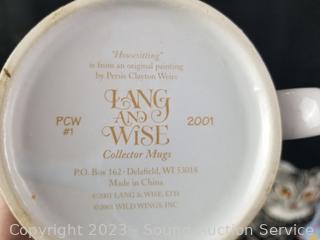 "Housesitting"
is from an original painting
by Persis Clayton Weirs
LANG
AND
WISE
PCW
#1
2001
Collector Mugs
P.O. Box 162 - Delafield, WI 53018
Made in China
©2001 LANG & WISE, LTD.
©2001 WILD WINGS, INC
Copyright 2023 - Sound Auction Service